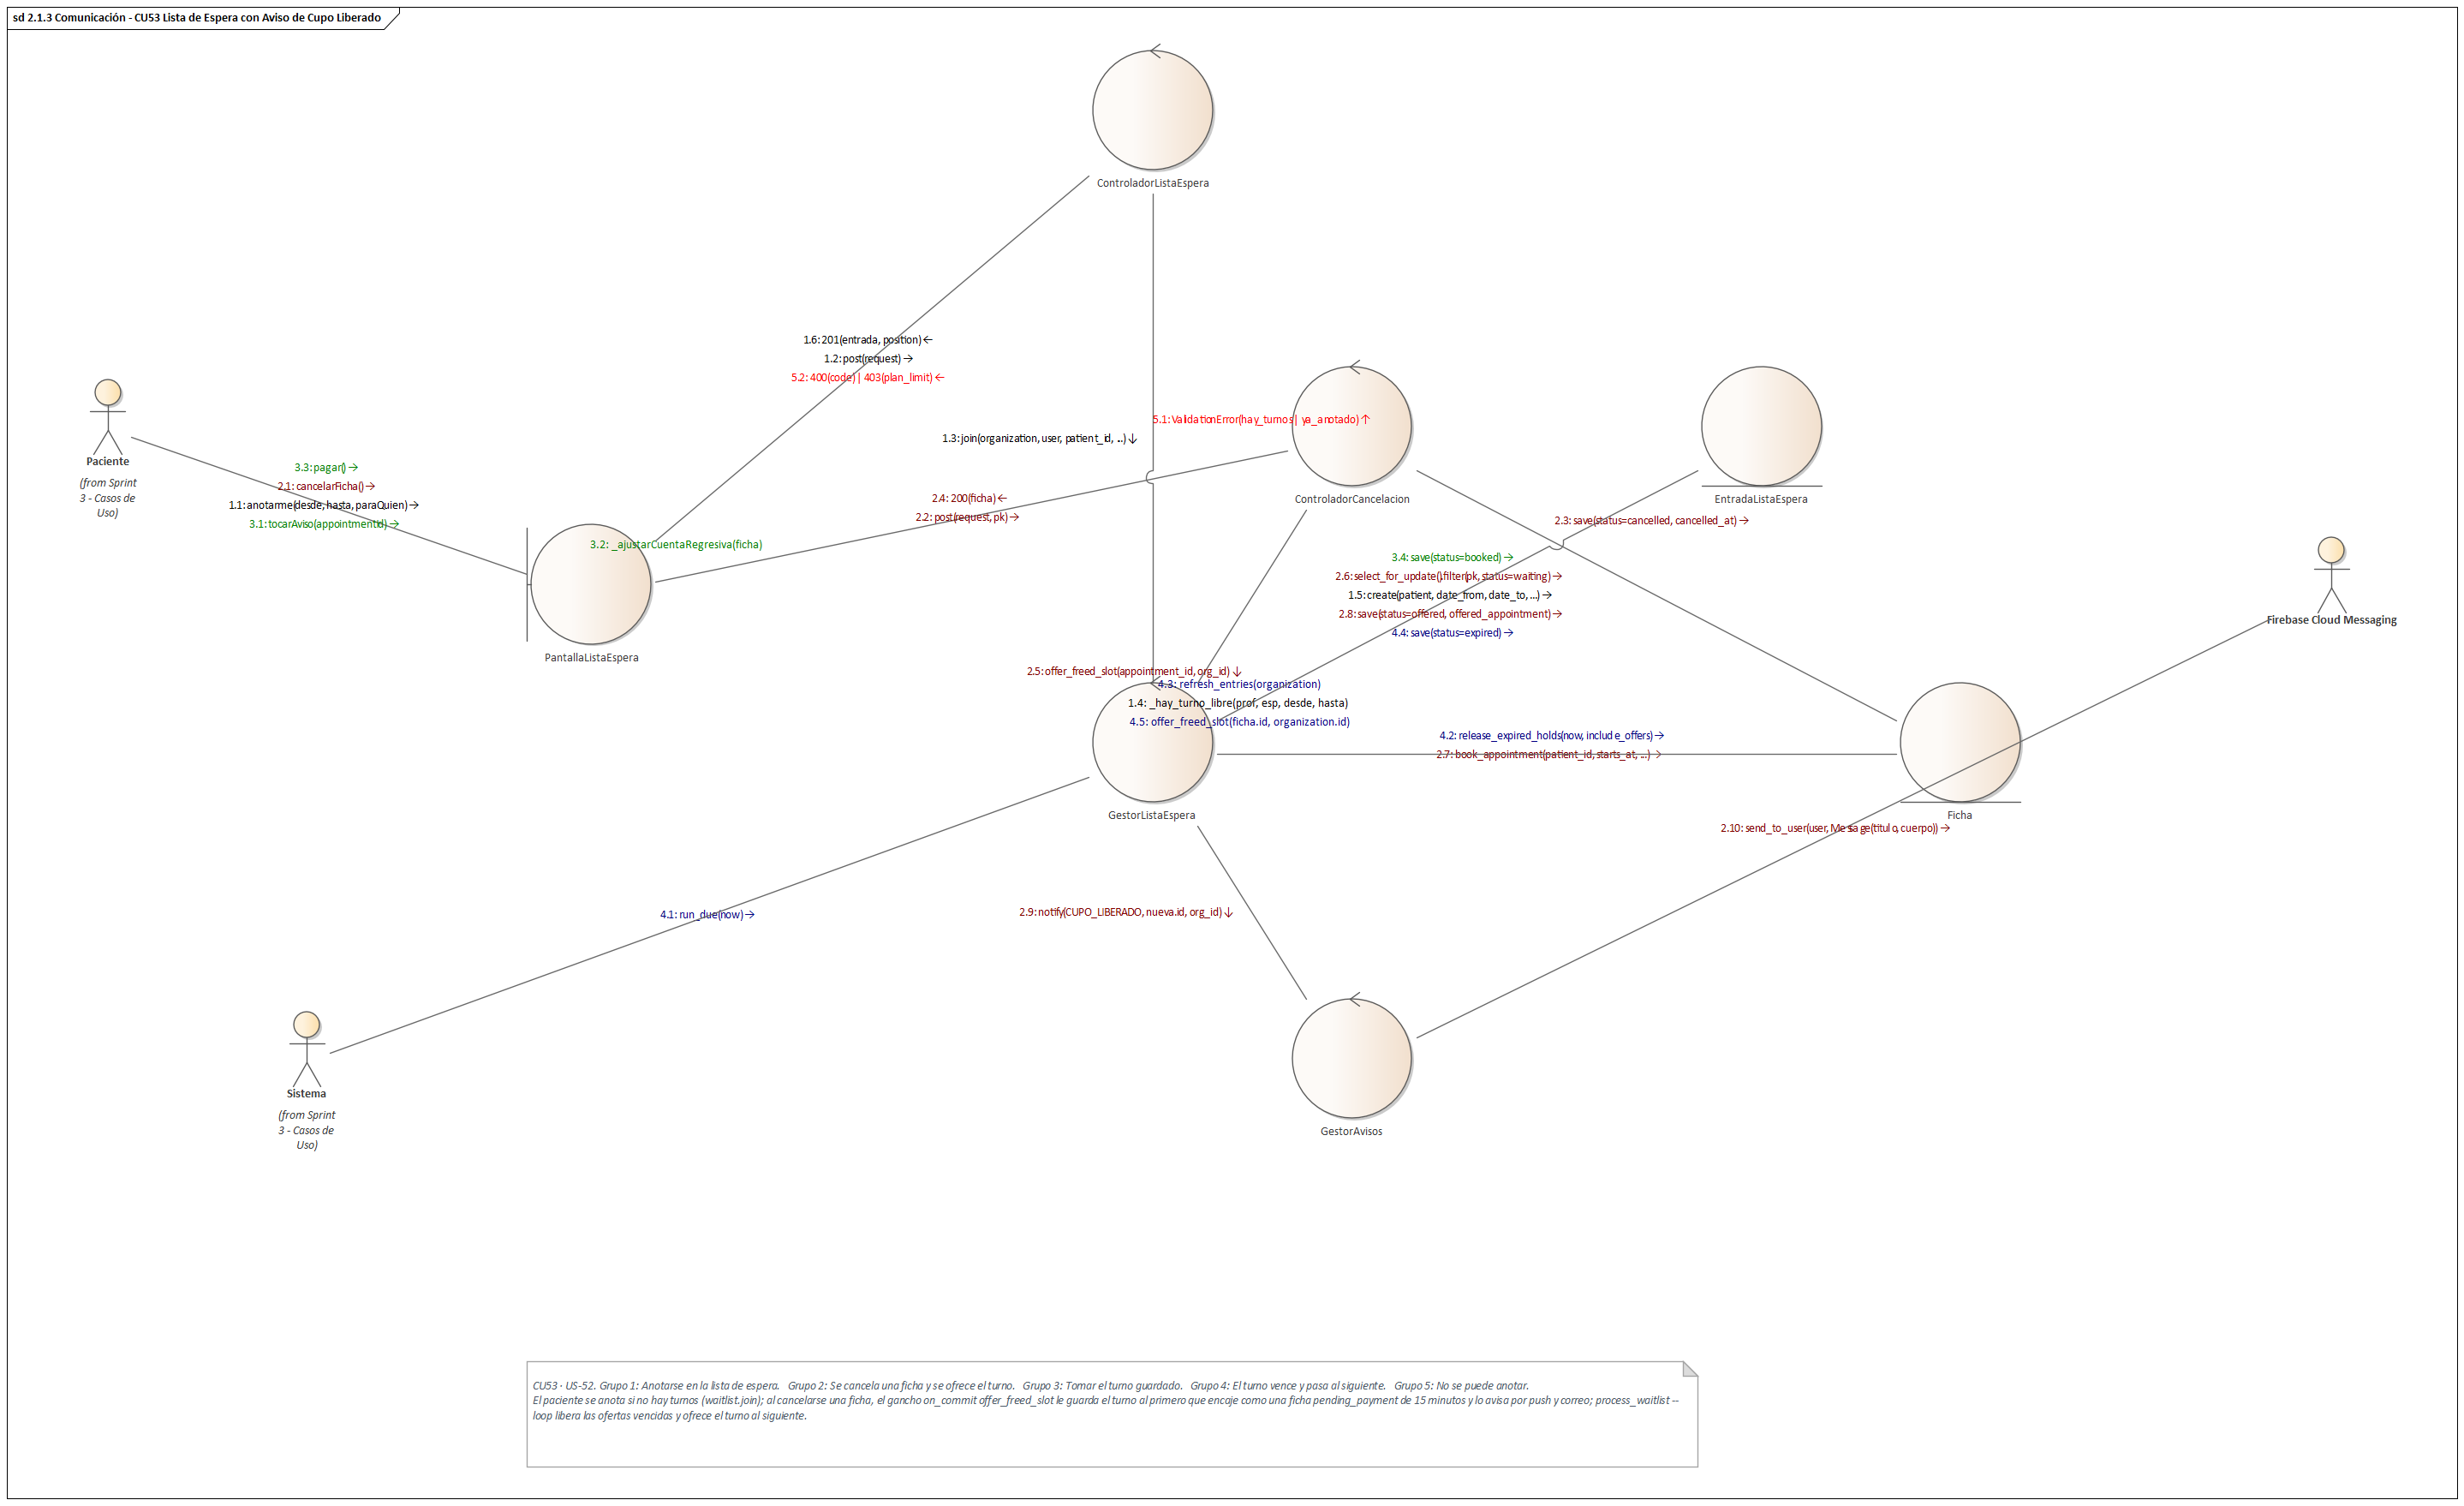 sd 2.1.3 Comunicación - CU53 Lista de Espera con Aviso de Cupo Liberado
ControladorListaEspera
1.6: 201(entrada, position)
1.2: post(request)
5.2: 400(code) | 403(plan_limit)
5.1: ValidationError(hay_turnos | ya_anotado)
1.3: join(organization, user, patient_id, ...)
Paciente
(from Sprint
3 - Casos de
Uso)
3.3: pagar()
2.1: cancelarFicha()
1.1: anotarme(desde, hasta, paraQuien)
3.1: tocarAviso(appointmentId)
2.4: 200(ficha)
2.2: post(request, pk)
ControladorCancelacion
EntradaListaEspera
2.3: save(status=cancelled, cancelled_at)
3.2: _ajustarCuentaRegresiva(ficha)
PantallaListaEspera
3.4: save(status=booked)
2.6: select_for_update().filter(pk, status=waiting)
1.5: create(patient, date_from, date_to, ...)
2.8: save(status=offered, offered_appointment)
4.4: save(status=expired)
Firebase Cloud Messaging
2.5: offer_freed_slot(appointment_id, org_id)
4.3: refresh_entries(organization)
1.4: _hay_turno_libre(prof, esp, desde, hasta)
4.5: offer_freed_slot(ficha.id, organization.id)
4.2: release_expired_holds(now, include_offers)
2.7: book_appointment(patient_id, starts_at, ...)
GestorListaEspera
Ficha
2.10: send_to_user(user, Message(titulo, cuerpo))
4.1: run_due(now)
2.9: notify(CUPO_LIBERADO, nueva.id, org_id)
Sistema
(from Sprint
3 - Casos de
Uso)
GestorAvisos
CU53 · US-52. Grupo 1: Anotarse en la lista de espera.   Grupo 2: Se cancela una ficha y se ofrece el turno.   Grupo 3: Tomar el turno guardado.   Grupo 4: El turno vence y pasa al siguiente.   Grupo 5: No se puede anotar.
El paciente se anota si no hay turnos (waitlist.join); al cancelarse una ficha, el gancho on_commit offer_freed_slot le guarda el turno al primero que encaje como una ficha pending_payment de 15 minutos y lo avisa por push y correo; process_waitlist --
loop libera las ofertas vencidas y ofrece el turno al siguiente.